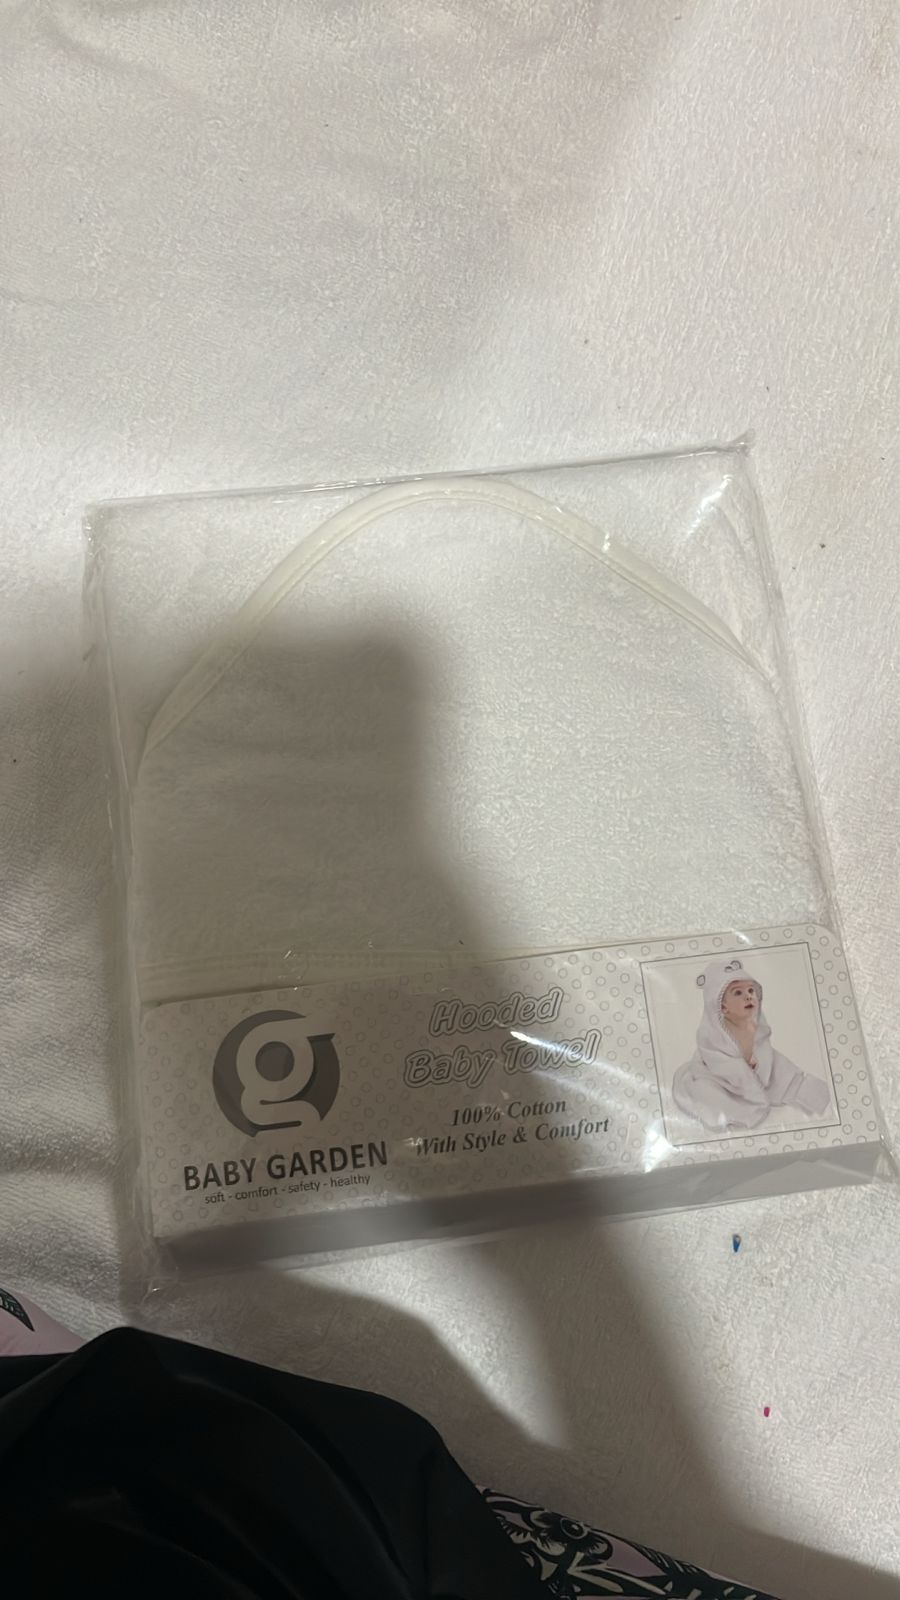 Hooded
Baby Towel
100% Cotton
With Style & Comfort
BABY GARDEN
soft - comfort - safety - healthy